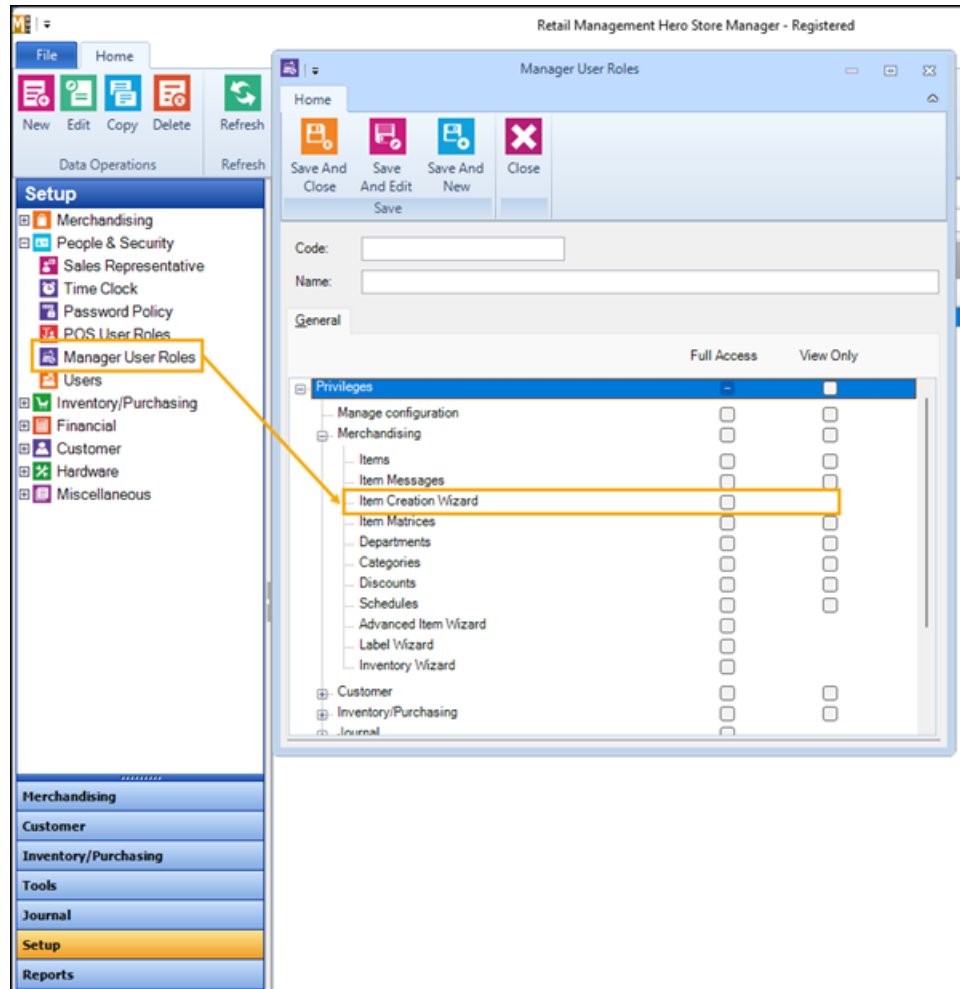 Retail Management Hero Store Manager - Registered
File Home
New Edit Copy Delete Refresh
Data Operations Refresh
Setup
Merchandising
People & Security
Sales Representative
Time Clock
Password Policy
POS User Roles
Manager User Roles
Users
Inventory/Purchasing
Financial
Customer
Hardware
Miscellaneous
Merchandising
Customer
Inventory/Purchasing
Tools
Journal
Setup
Reports
Manager User Roles
Home
Save And Close Save And Edit Save And New Close
Save
Code:
Name:
General
Full Access View Only
Privileges
Manage configuration
Merchandising
Items
Item Messages
Item Creation Wizard
Item Matrices
Departments
Categories
Discounts
Schedules
Advanced Item Wizard
Label Wizard
Inventory Wizard
Customer
Inventory/Purchasing
Journal